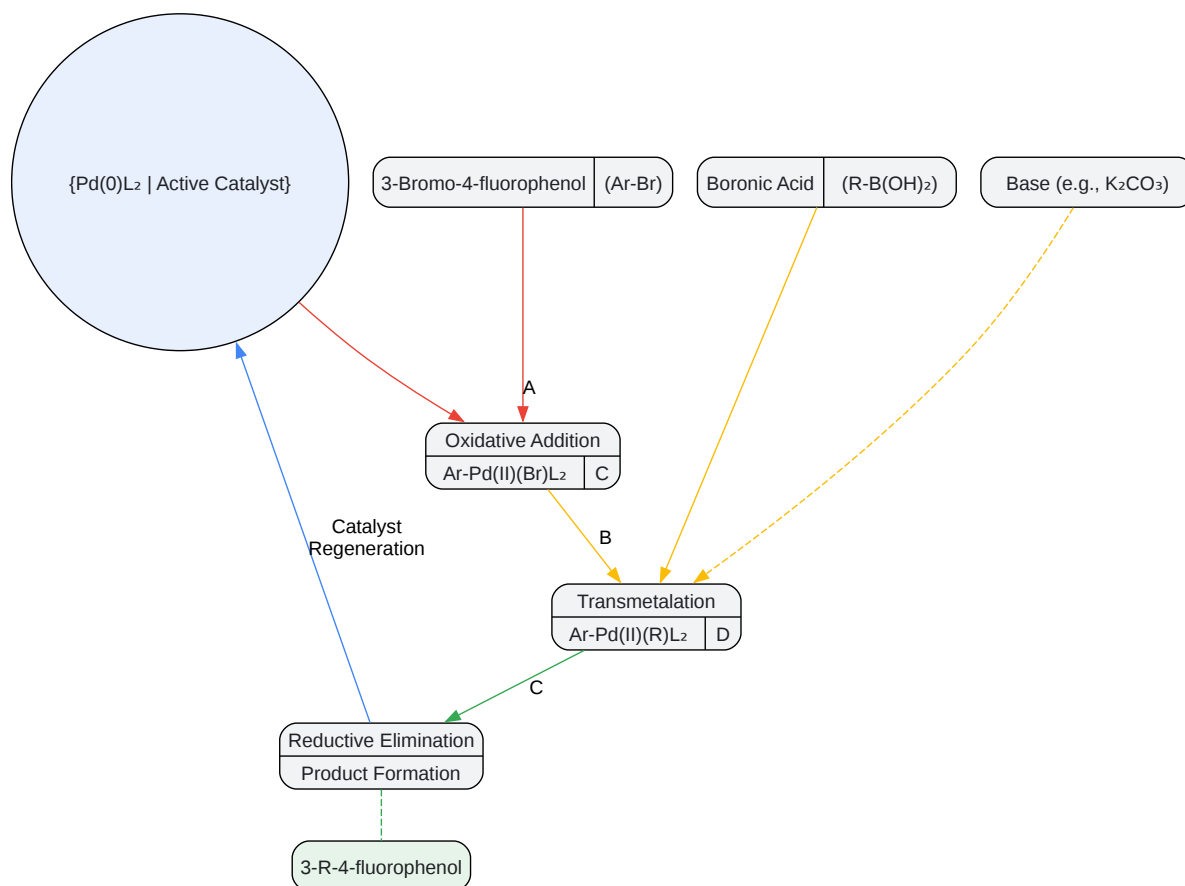 {Pd(0)L₂ | Active Catalyst}
3-Bromo-4-fluorophenol
(Ar-Br)
Boronic Acid
(R-B(OH)₂)
Base (e.g., K₂CO₃)
A
Oxidative Addition
Ar-Pd(II)(Br)L₂
C
Catalyst
Regeneration
B
Transmetalation
Ar-Pd(II)(R)L₂
D
C
Reductive Elimination
Product Formation
3-R-4-fluorophenol